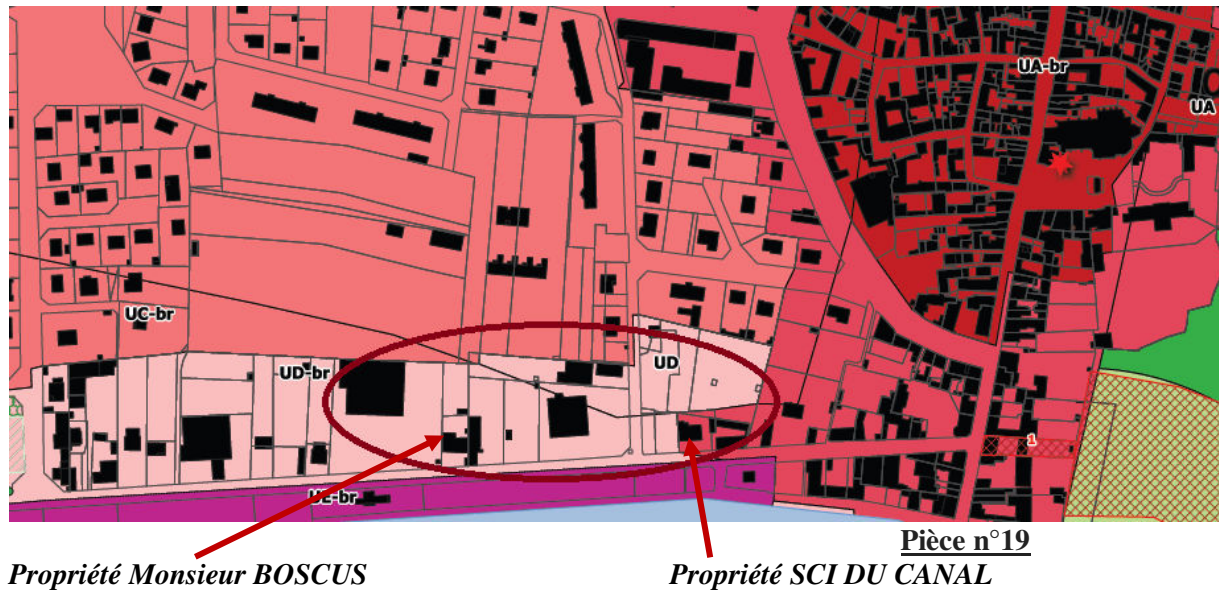 UA-br
UA
UC-br
UD-br
UD
1
UE-br
Pièce n°19
Propriété Monsieur BOSCUS
Propriété SCI DU CANAL